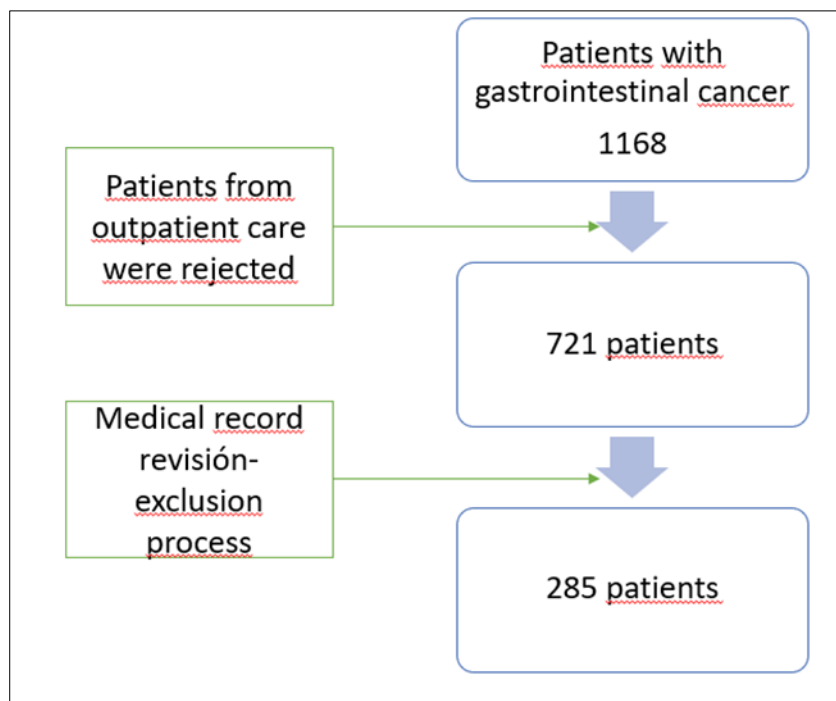 Patients with
gastrointestinal cancer
1168
Patients from
outpatient care
were rejected
721 patients
Medical record
revisión-
exclusion
process
285 patients